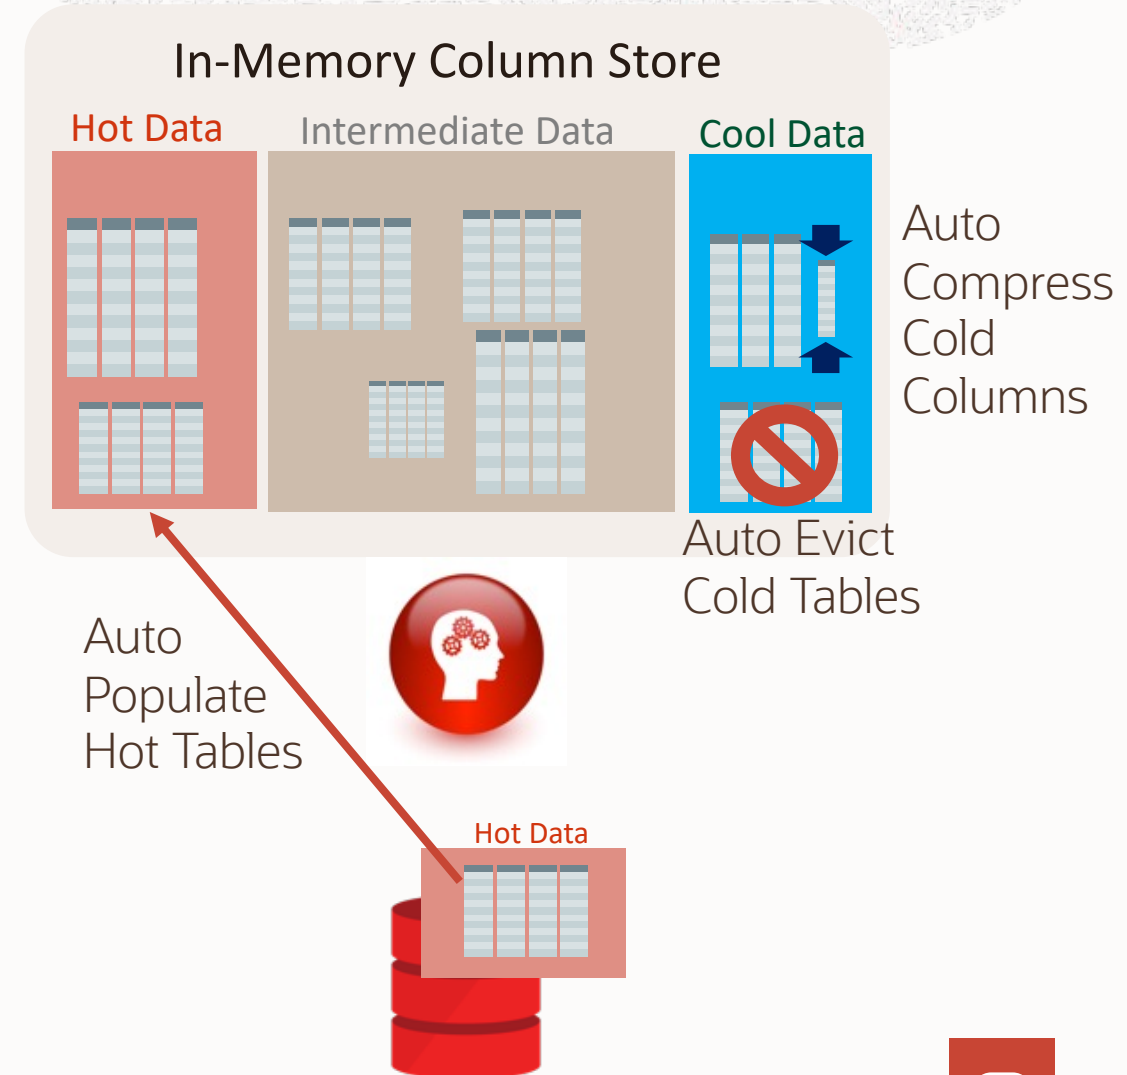 In-Memory Column Store
Hot Data
Intermediate Data
Cool Data
Auto
Compress
Cold
Columns
Auto Evict
Cold Tables
Auto
Populate
Hot Tables
Hot Data